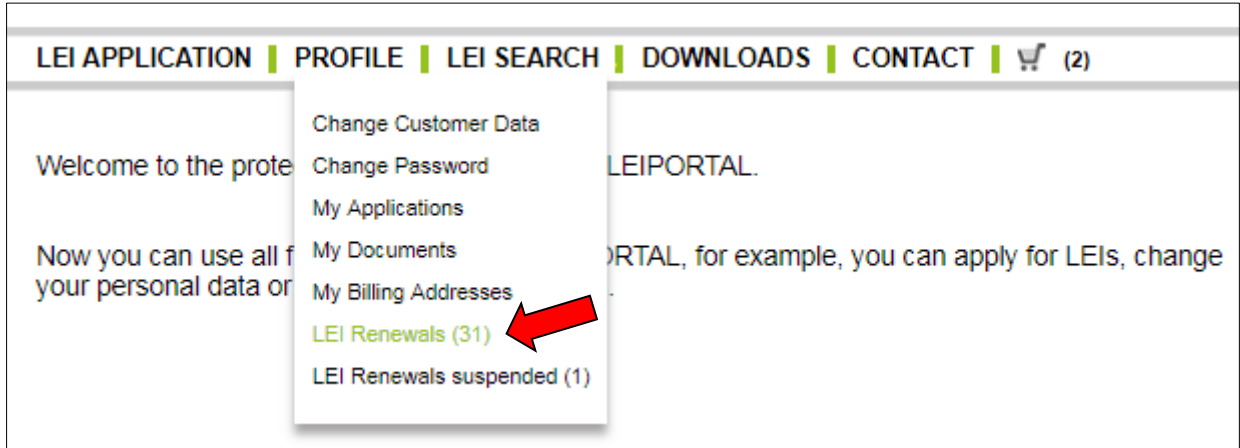 LEI APPLICATION PROFILE LEI SEARCH DOWNLOADS CONTACT (2)
Change Customer Data
Welcome to the prote
Change Password
LEIPORTAL.
My Applications
Now you can use all f
My Documents
RTAL, for example, you can apply for LEIs, change
your personal data or
My Billing Addresses
.
LEI Renewals (31)
LEI Renewals suspended (1)